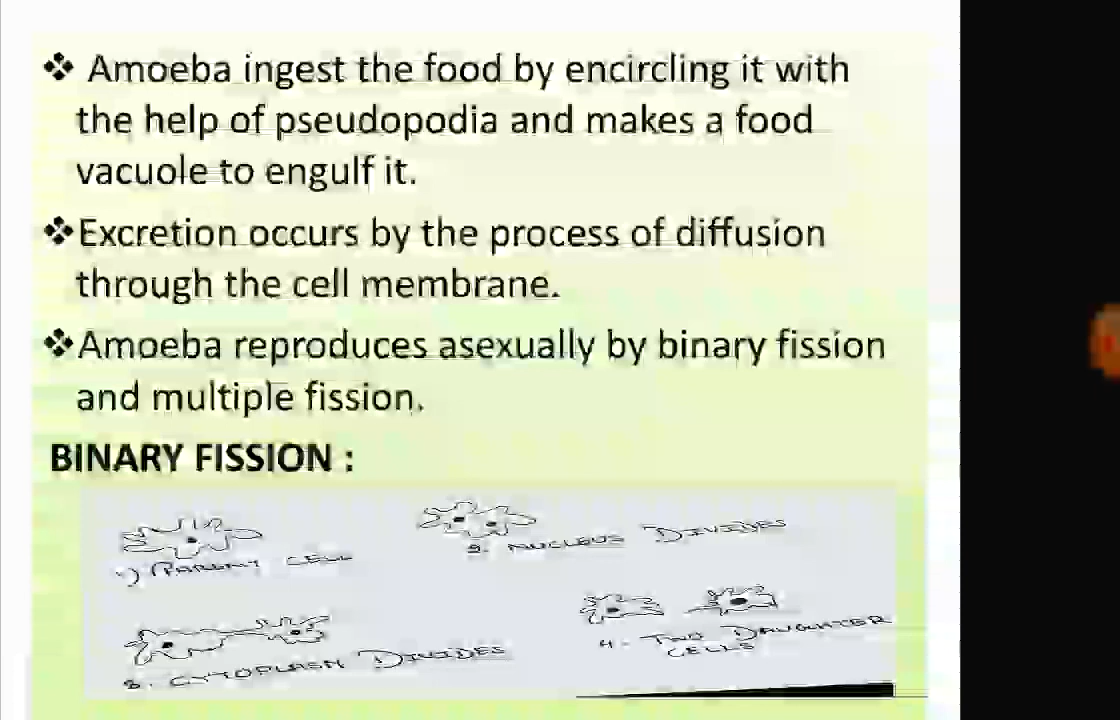 ❖ Amoeba ingest the food by encircling it with
the help of pseudopodia and makes a food
vacuole to engulf it.
❖Excretion occurs by the process of diffusion
through the cell membrane.
❖Amoeba reproduces asexually by binary fission
and multiple fission.
BINARY FISSION :
1) PARENT CELL
2. NUCLEUS DIVIDES
3. CYTOPLASM DIVIDES
4. TWO DAUGHTER
CELLS